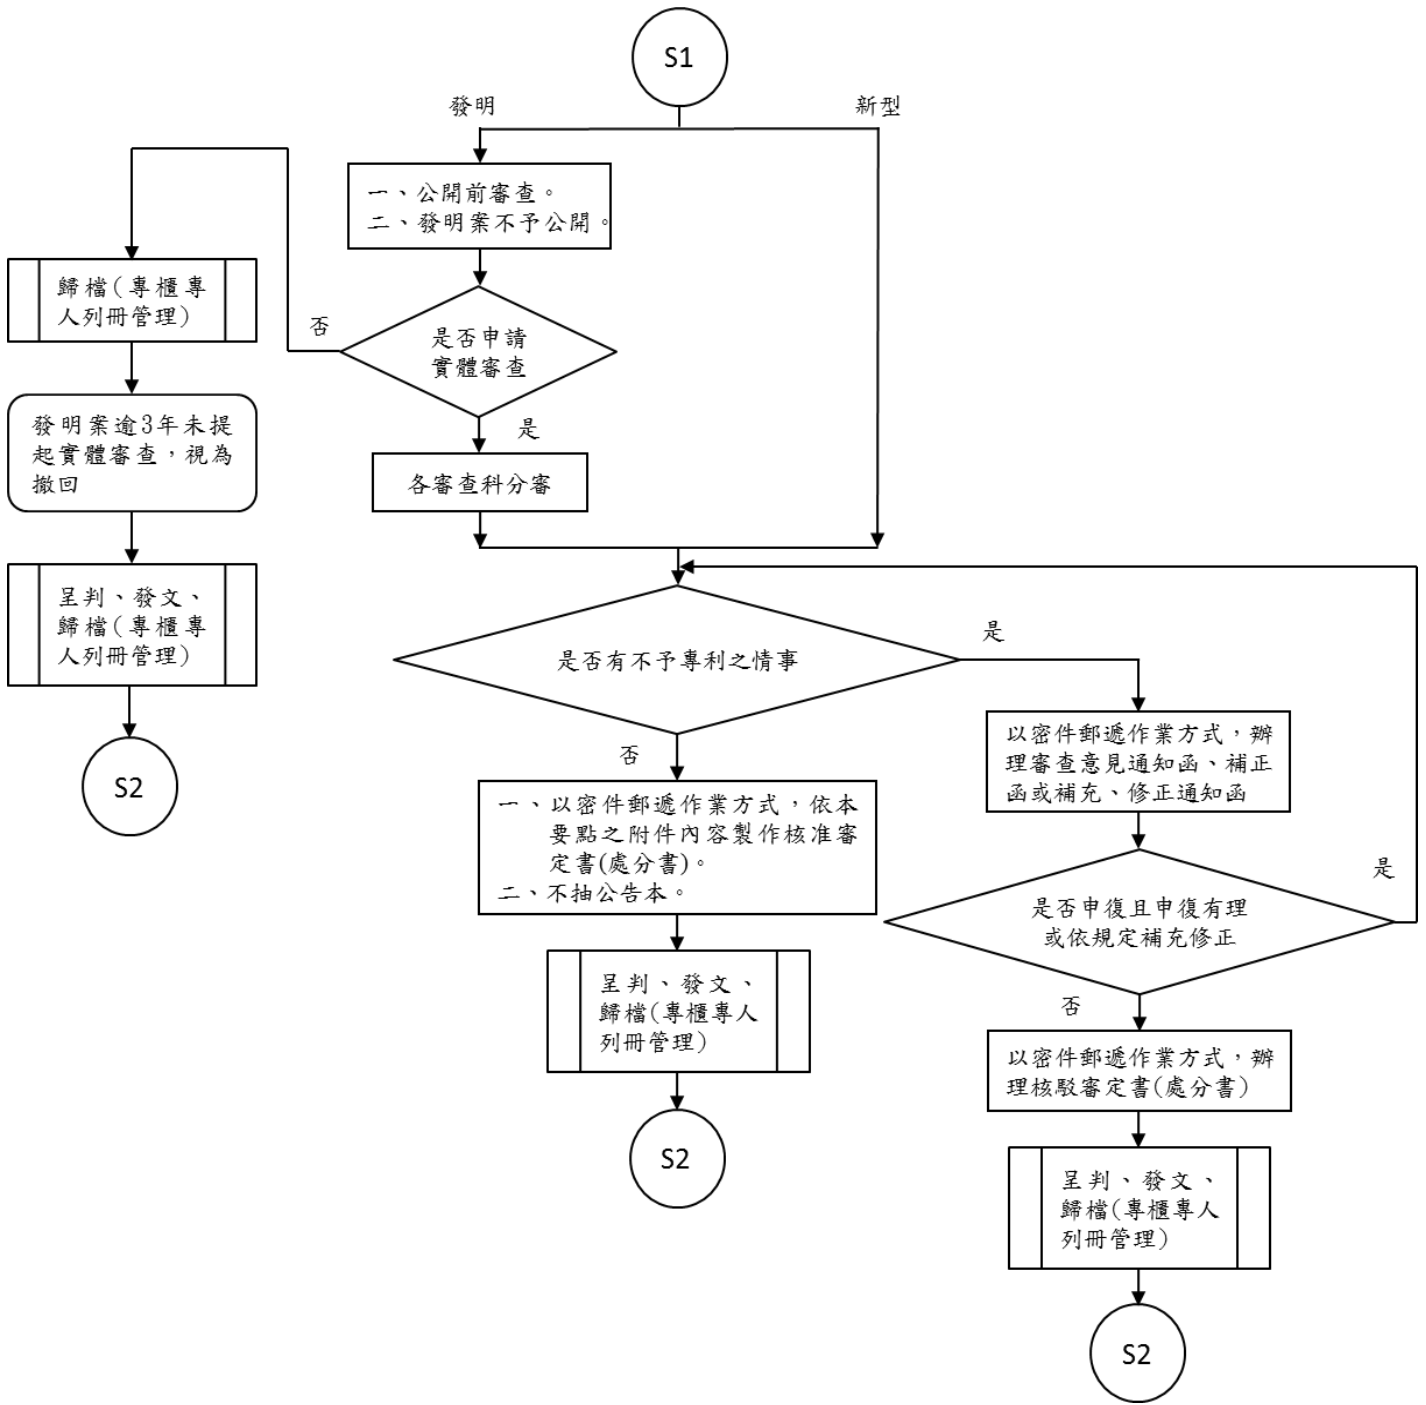 S1
發明
新型
一、公開前審查。
二、發明案不予公開。
歸檔(專櫃專
人列冊管理)
否
是否申請
實體審查
是
發明案逾3年未提
起實體審查，視為
撤回
各審查科分審
呈判、發文、
歸檔(專櫃專
人列冊管理)
S2
是否有不予專利之情事
是
否
以密件郵遞作業方式，辦
理審查意見通知函、補正
函或補充、修正通知函
一、以密件郵遞作業方式，依本
要點之附件內容製作核准審
定書(處分書)。
二、不抽公告本。
是
是否申復且申復有理
或依規定補充修正
呈判、發文、
歸檔(專櫃專人
列冊管理)
S2
否
以密件郵遞作業方式，辦
理核駁審定書(處分書)
呈判、發文、
歸檔(專櫃專人
列冊管理)
S2